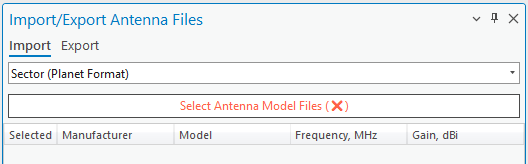 Import/Export Antenna Files
Import Export
Sector (Planet Format)
Select Antenna Model Files (❌)
Selected Manufacturer Model Frequency, MHz Gain, dBi